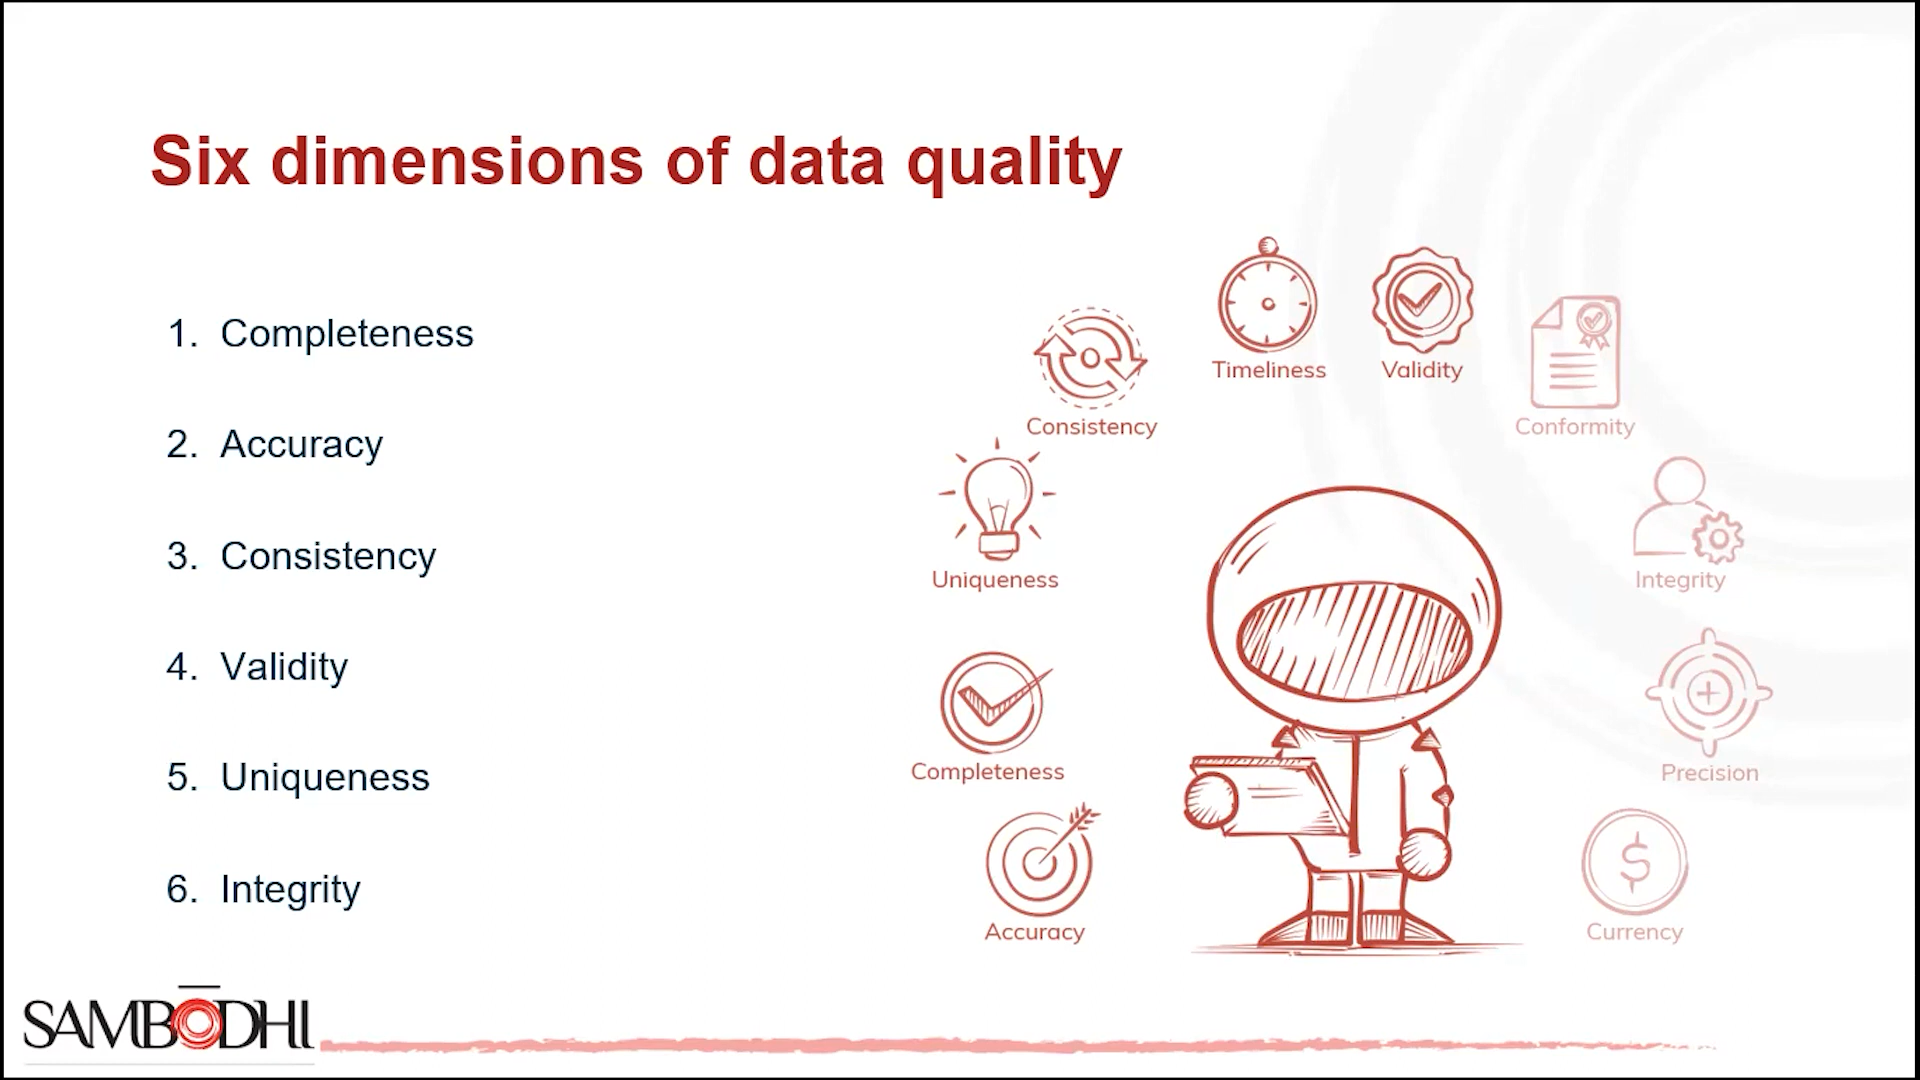 Six dimensions of data quality
1. Completeness
2. Accuracy
3. Consistency
4. Validity
5. Uniqueness
6. Integrity
Timeliness
Validity
Consistency
Conformity
Uniqueness
Integrity
Completeness
Precision
Accuracy
Currency
SAMBŌDHI